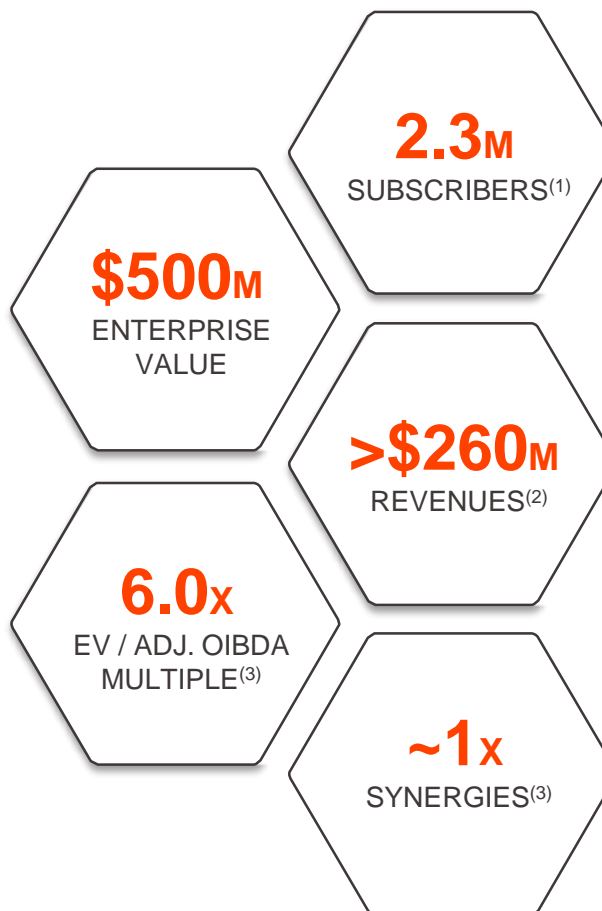 2.3M
SUBSCRIBERS(1)
$500M
ENTERPRISE
VALUE
>$260M
REVENUES(2)
6.0X
EV / ADJ. OIBDA
MULTIPLE(3)
~1X
SYNERGIES(3)